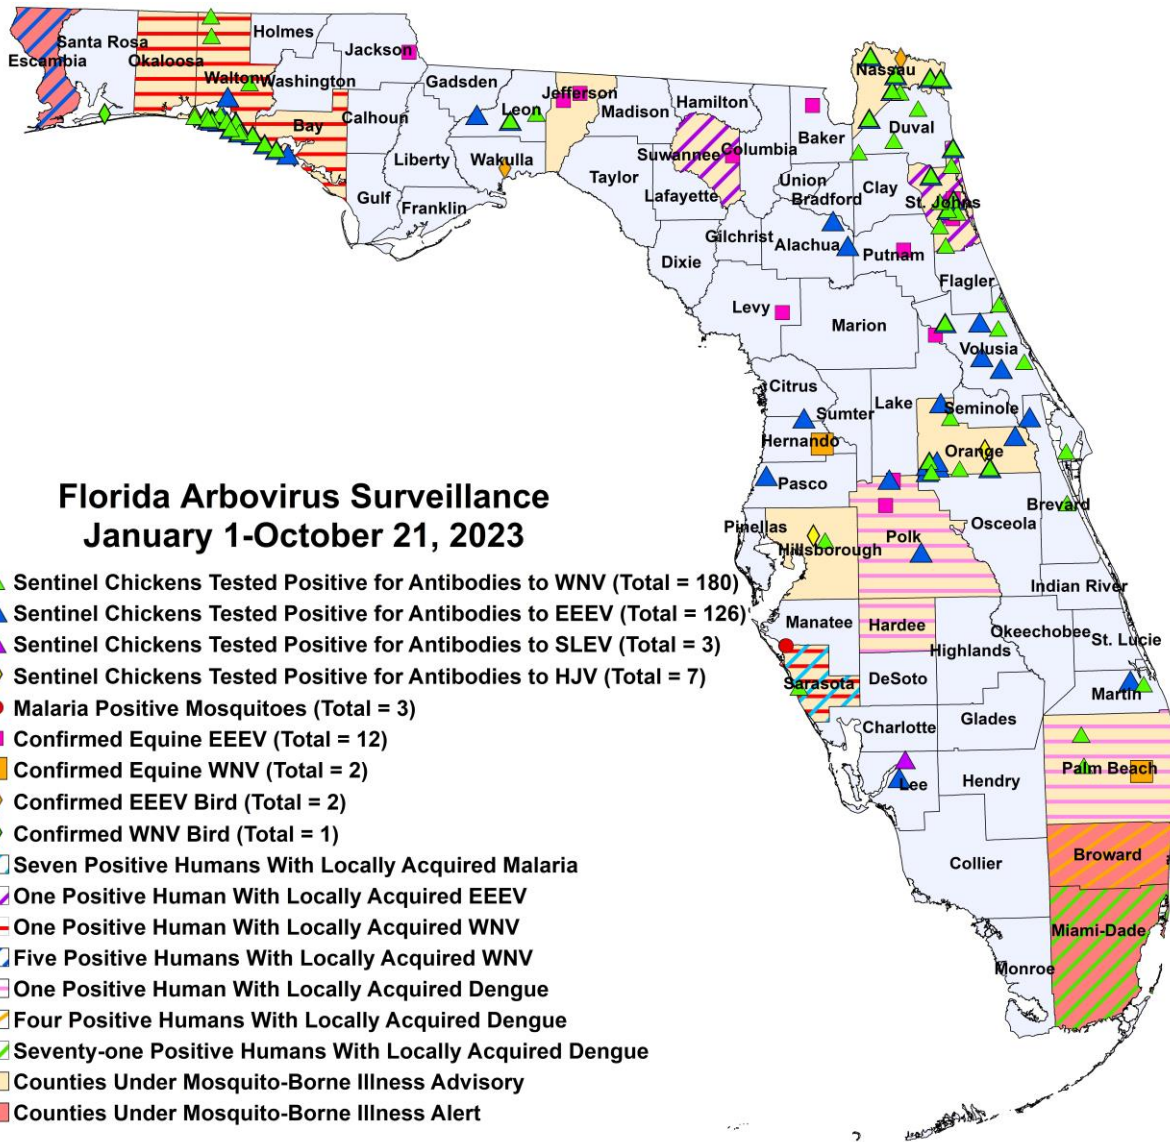 Holmes
Jackson
Santa Rosa
Escambia
Okaloosa
Walton
Washington
Gadsden
Jefferson
Leon
Madison
Hamilton
Nassau
Duval
Baker
Bay
Calhoun
Liberty
Wakulla
Suwannee
Columbia
Taylor
Lafayette
Union
Bradford
Clay
St. Johns
Gulf
Franklin
Gilchrist
Alachua
Putnam
Dixie
Flagler
Levy
Marion
Volusia
Citrus
Sumter
Lake
Seminole
Hernando
Orange
Pasco
Brevard
Osceola
Pinellas
Hillsborough
Polk
Indian River
Manatee
Hardee
Okeechobee
St. Lucie
Highlands
Sarasota
DeSoto
Martin
Charlotte
Glades
Lee
Hendry
Palm Beach
Collier
Broward
Miami-Dade
Monroe
Florida Arbovirus Surveillance
January 1-October 21, 2023
Sentinel Chickens Tested Positive for Antibodies to WNV (Total = 180)
Sentinel Chickens Tested Positive for Antibodies to EEEV (Total = 126)
Sentinel Chickens Tested Positive for Antibodies to SLEV (Total = 3)
Sentinel Chickens Tested Positive for Antibodies to HJV (Total = 7)
Malaria Positive Mosquitoes (Total = 3)
Confirmed Equine EEEV (Total = 12)
Confirmed Equine WNV (Total = 2)
Confirmed EEEV Bird (Total = 2)
Confirmed WNV Bird (Total = 1)
Seven Positive Humans With Locally Acquired Malaria
One Positive Human With Locally Acquired EEEV
One Positive Human With Locally Acquired WNV
Five Positive Humans With Locally Acquired WNV
One Positive Human With Locally Acquired Dengue
Four Positive Humans With Locally Acquired Dengue
Seventy-one Positive Humans With Locally Acquired Dengue
Counties Under Mosquito-Borne Illness Advisory
Counties Under Mosquito-Borne Illness Alert